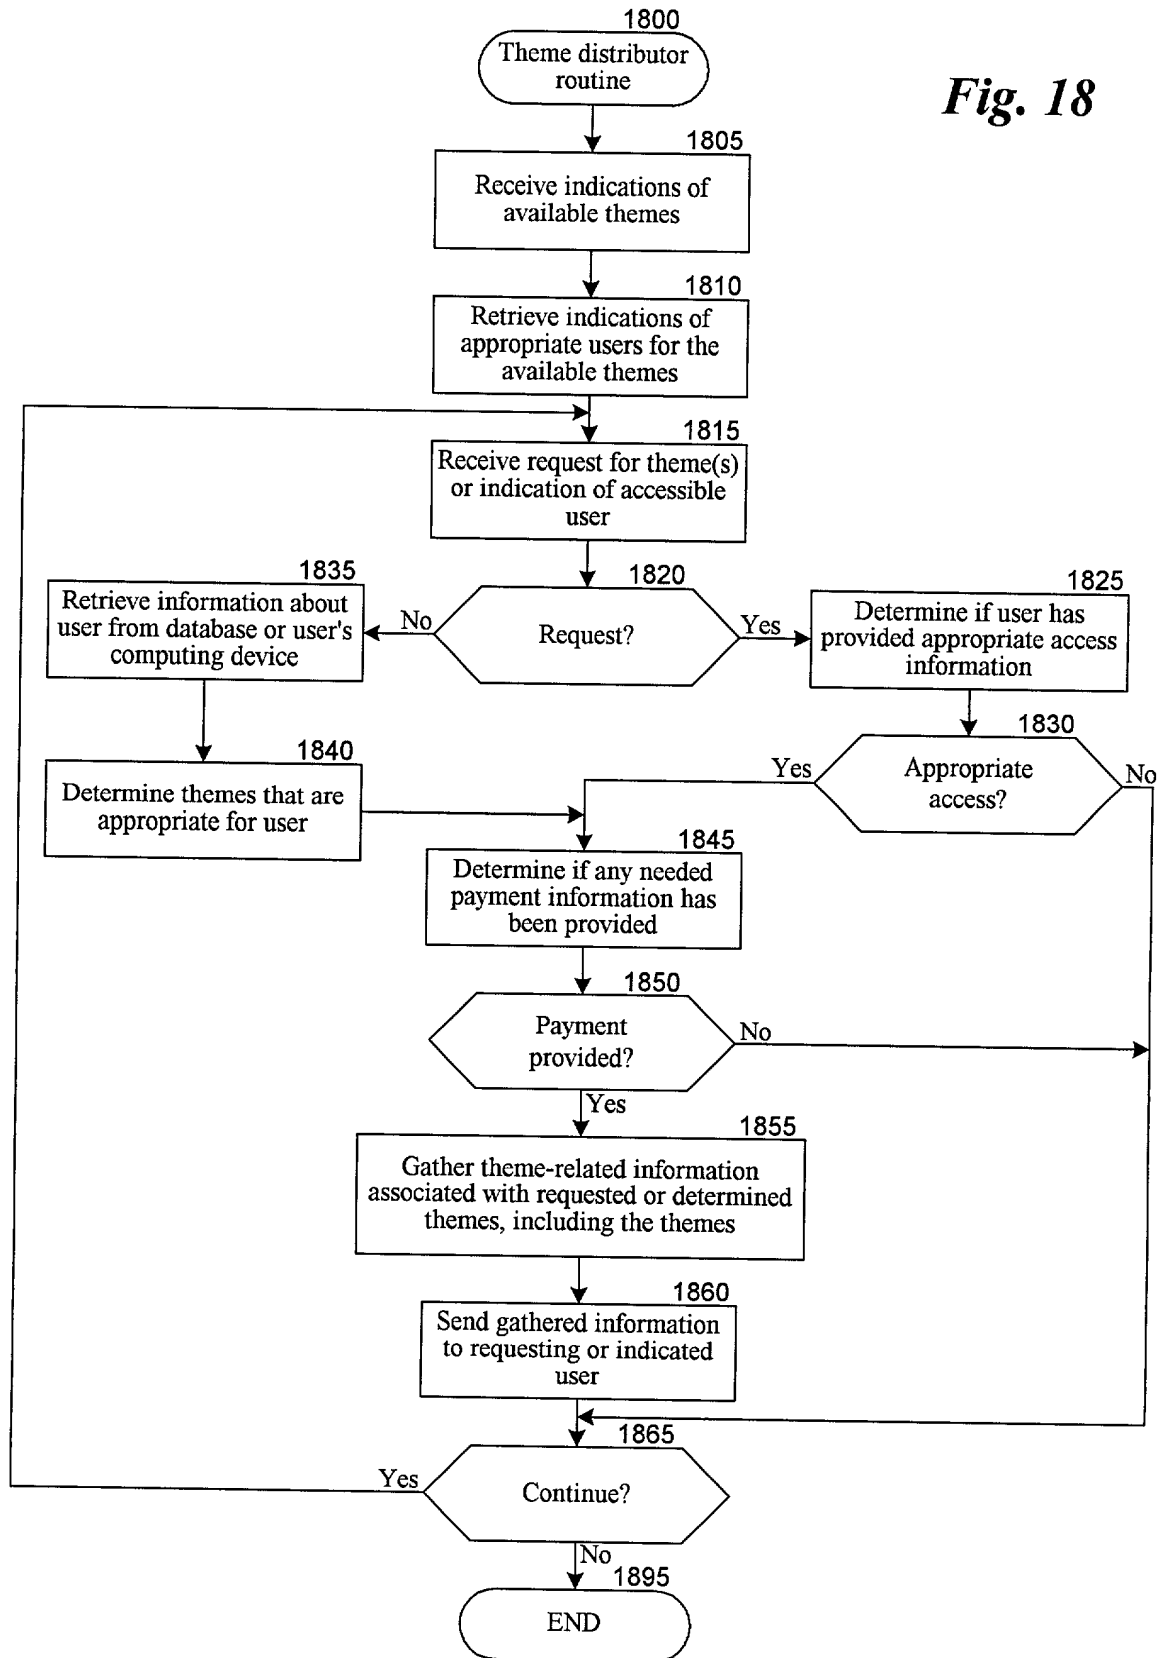 1800
Theme distributor
routine
Fig. 18
1805
Receive indications of
available themes
1810
Retrieve indications of
appropriate users for the
available themes
1815
Receive request for theme(s)
or indication of accessible
user
1820
Request?
No
Yes
1835
Retrieve information about
user from database or user's
computing device
1825
Determine if user has
provided appropriate access
information
1840
Determine themes that are
appropriate for user
1830
Appropriate
access?
Yes
No
1845
Determine if any needed
payment information has
been provided
1850
Payment
provided?
No
Yes
1855
Gather theme-related information
associated with requested or determined
themes, including the themes
1860
Send gathered information
to requesting or indicated
user
1865
Continue?
Yes
No
1895
END